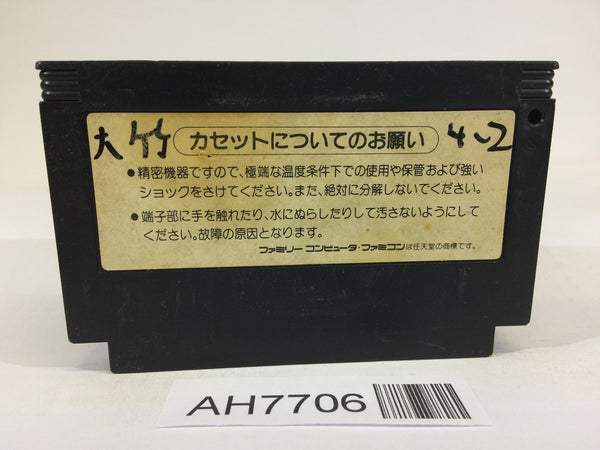 大竹 カセットについてのお願い 4〜2
●精密機器ですので、極端な温度条件下での使用や保管および強い
ショックをさけてください。また、絶対に分解しないでください。
●端子部に手を触れたり、水にぬらしたりして汚さないようにして
ください。故障の原因となります。
ファミリー コンピュータ・ファミコンは任天堂の商標です。
AH7706